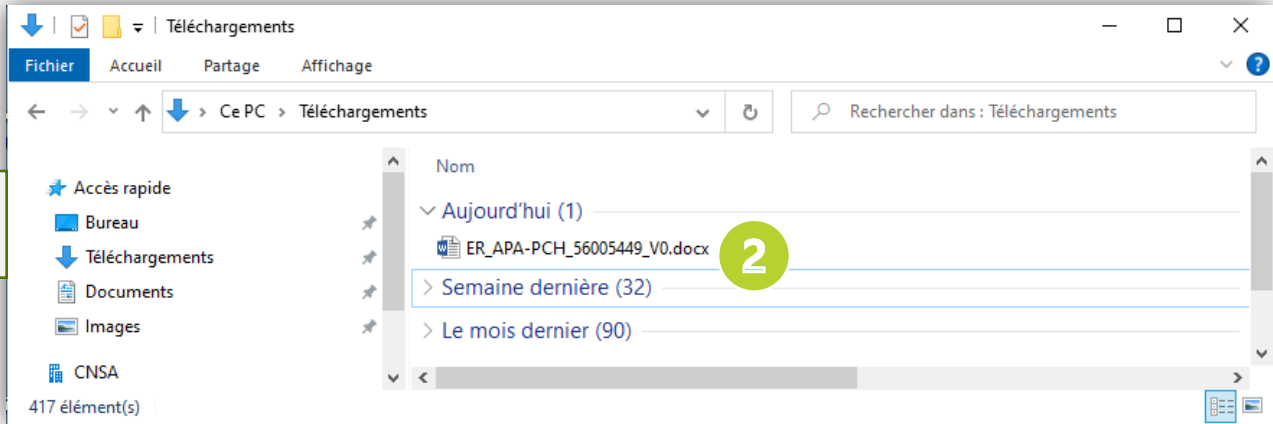 Téléchargements
Fichier Accueil Partage Affichage
?
Ce PC > Téléchargements
Rechercher dans : Téléchargements
Nom
Accès rapide
Bureau
Téléchargements
Documents
Images
CNSA
Aujourd'hui (1)
ER_APA-PCH_56005449_V0.docx
2
Semaine dernière (32)
Le mois dernier (90)
417 élément(s)